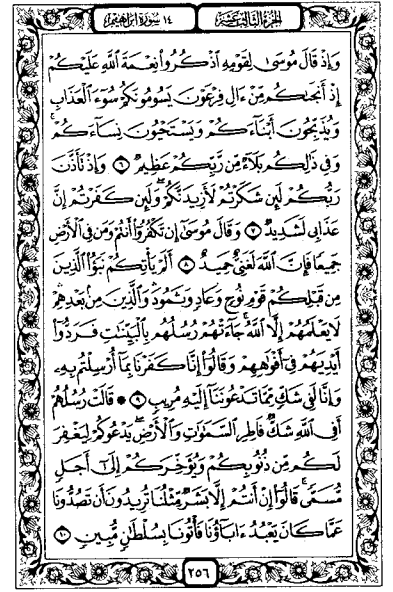 الجزء الثالث عشر
١٤ سورة إبراهيم
وَإِذْ قَالَ مُوسَىٰ لِقَوْمِهِ ٱذْكُرُوا۟ نِعْمَةَ ٱللَّهِ عَلَيْكُمْ
إِذْ أَنجَىٰكُم مِّنْ ءَالِ فِرْعَوْنَ يَسُومُونَكُمْ سُوٓءَ ٱلْعَذَابِ
وَيُذَبِّحُونَ أَبْنَآءَكُمْ وَيَسْتَحْيُونَ نِسَآءَكُمْ ۚ
وَفِى ذَٰلِكُم بَلَآءٌ مِّن رَّبِّكُمْ عَظِيمٌ ٦ وَإِذْ تَأَذَّنَ
رَبُّكُمْ لَئِن شَكَرْتُمْ لَأَزِيدَنَّكُمْ ۖ وَلَئِن كَفَرْتُمْ إِنَّ
عَذَابِى لَشَدِيدٌ ٧ وَقَالَ مُوسَىٰٓ إِن تَكْفُرُوٓا۟ أَنتُمْ وَمَن فِى ٱلْأَرْضِ
جَمِيعًا فَإِنَّ ٱللَّهَ لَغَنِىٌّ حَمِيدٌ ٨ أَلَمْ يَأْتِكُمْ نَبَؤُا۟ ٱلَّذِينَ
مِن قَبْلِكُمْ قَوْمِ نُوحٍ وَعَادٍ وَثَمُودَ ۛ وَٱلَّذِينَ مِنۢ بَعْدِهِمْ ۛ
لَا يَعْلَمُهُمْ إِلَّا ٱللَّهُ ۚ جَآءَتْهُمْ رُسُلُهُم بِٱلْبَيِّنَـٰتِ فَرَدُّوٓا۟
أَيْدِيَهُمْ فِىٓ أَفْوَٰهِهِمْ وَقَالُوٓا۟ إِنَّا كَفَرْنَا بِمَآ أُرْسِلْتُم بِهِۦ
وَإِنَّا لَفِى شَكٍّ مِّمَّا تَدْعُونَنَآ إِلَيْهِ مُرِيبٍ ٩ * قَالَتْ رُسُلُهُمْ
أَفِى ٱللَّهِ شَكٌّ فَاطِرِ ٱلسَّمَـٰوَٰتِ وَٱلْأَرْضِ ۖ يَدْعُوكُمْ لِيَغْفِرَ
لَكُم مِّن ذُنُوبِكُمْ وَيُؤَخِّرَكُمْ إِلَىٰٓ أَجَلٍ
مُّسَمًّى ۚ قَالُوٓا۟ إِنْ أَنتُمْ إِلَّا بَشَرٌ مِّثْلُنَا تُرِيدُونَ أَن تَصُدُّونَا
عَمَّا كَانَ يَعْبُدُ ءَابَآؤُنَا فَأْتُونَا بِسُلْطَـٰنٍ مُّبِينٍ ١٠
٢٥٦